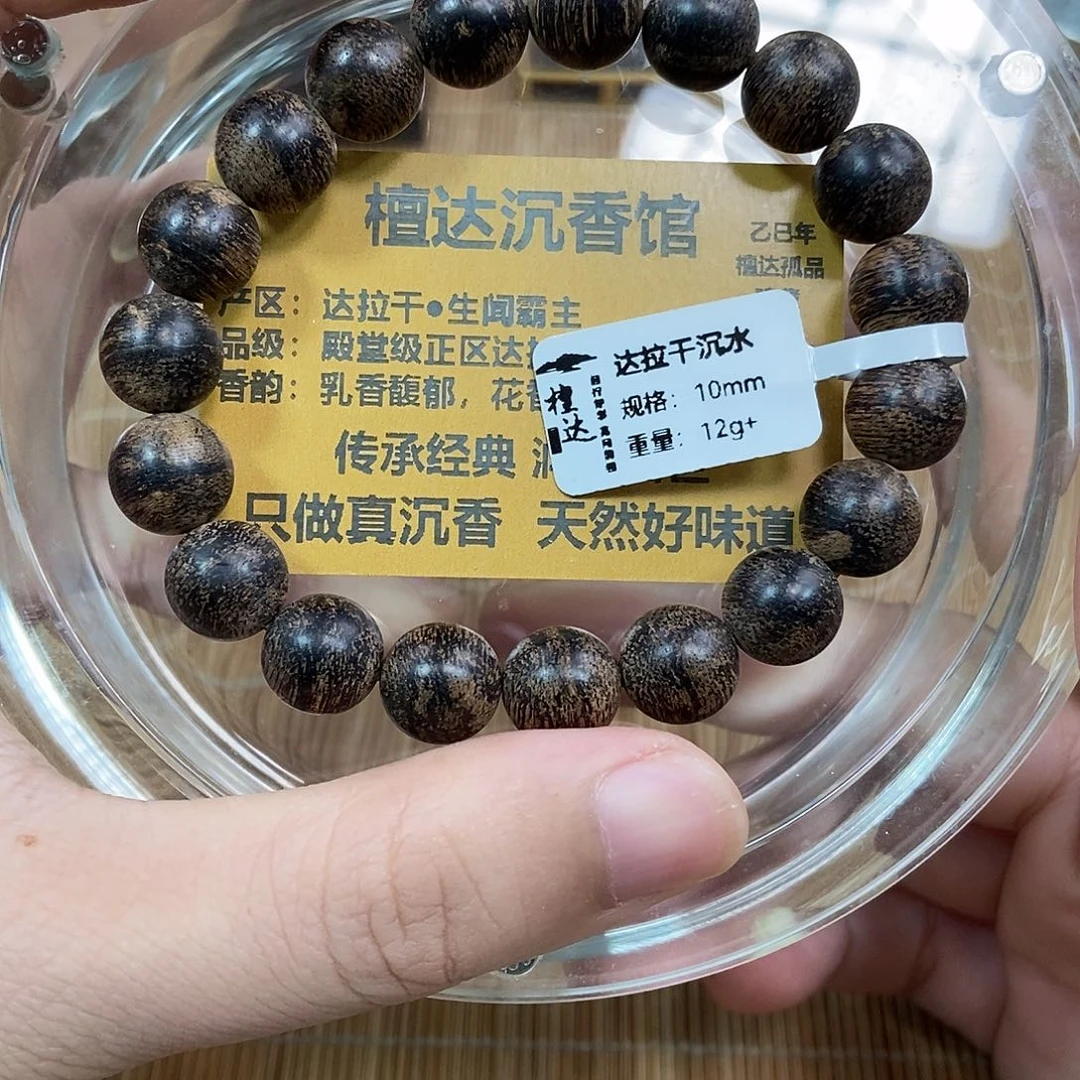 檀达沉香馆
乙巳年
檀达孤品
产区：达拉干●生闻霸主
品级：殿堂级正区达
香韵：乳香馥郁，花香
传承经典
只做真沉香 天然好味道
檀达
达拉干沉水
规格：10mm
重量：12g+